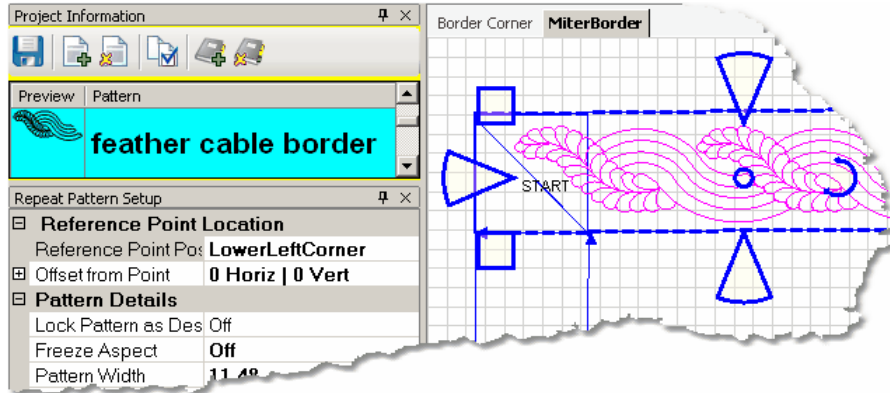 Project Information
Preview Pattern
feather cable border
Repeat Pattern Setup
Reference Point Location
Reference Point Pos LowerLeftCorner
Offset from Point 0 Horiz | 0 Vert
Pattern Details
Lock Pattern as Des Off
Freeze Aspect Off
Pattern Width 11.48
Border Corner MiterBorder
START